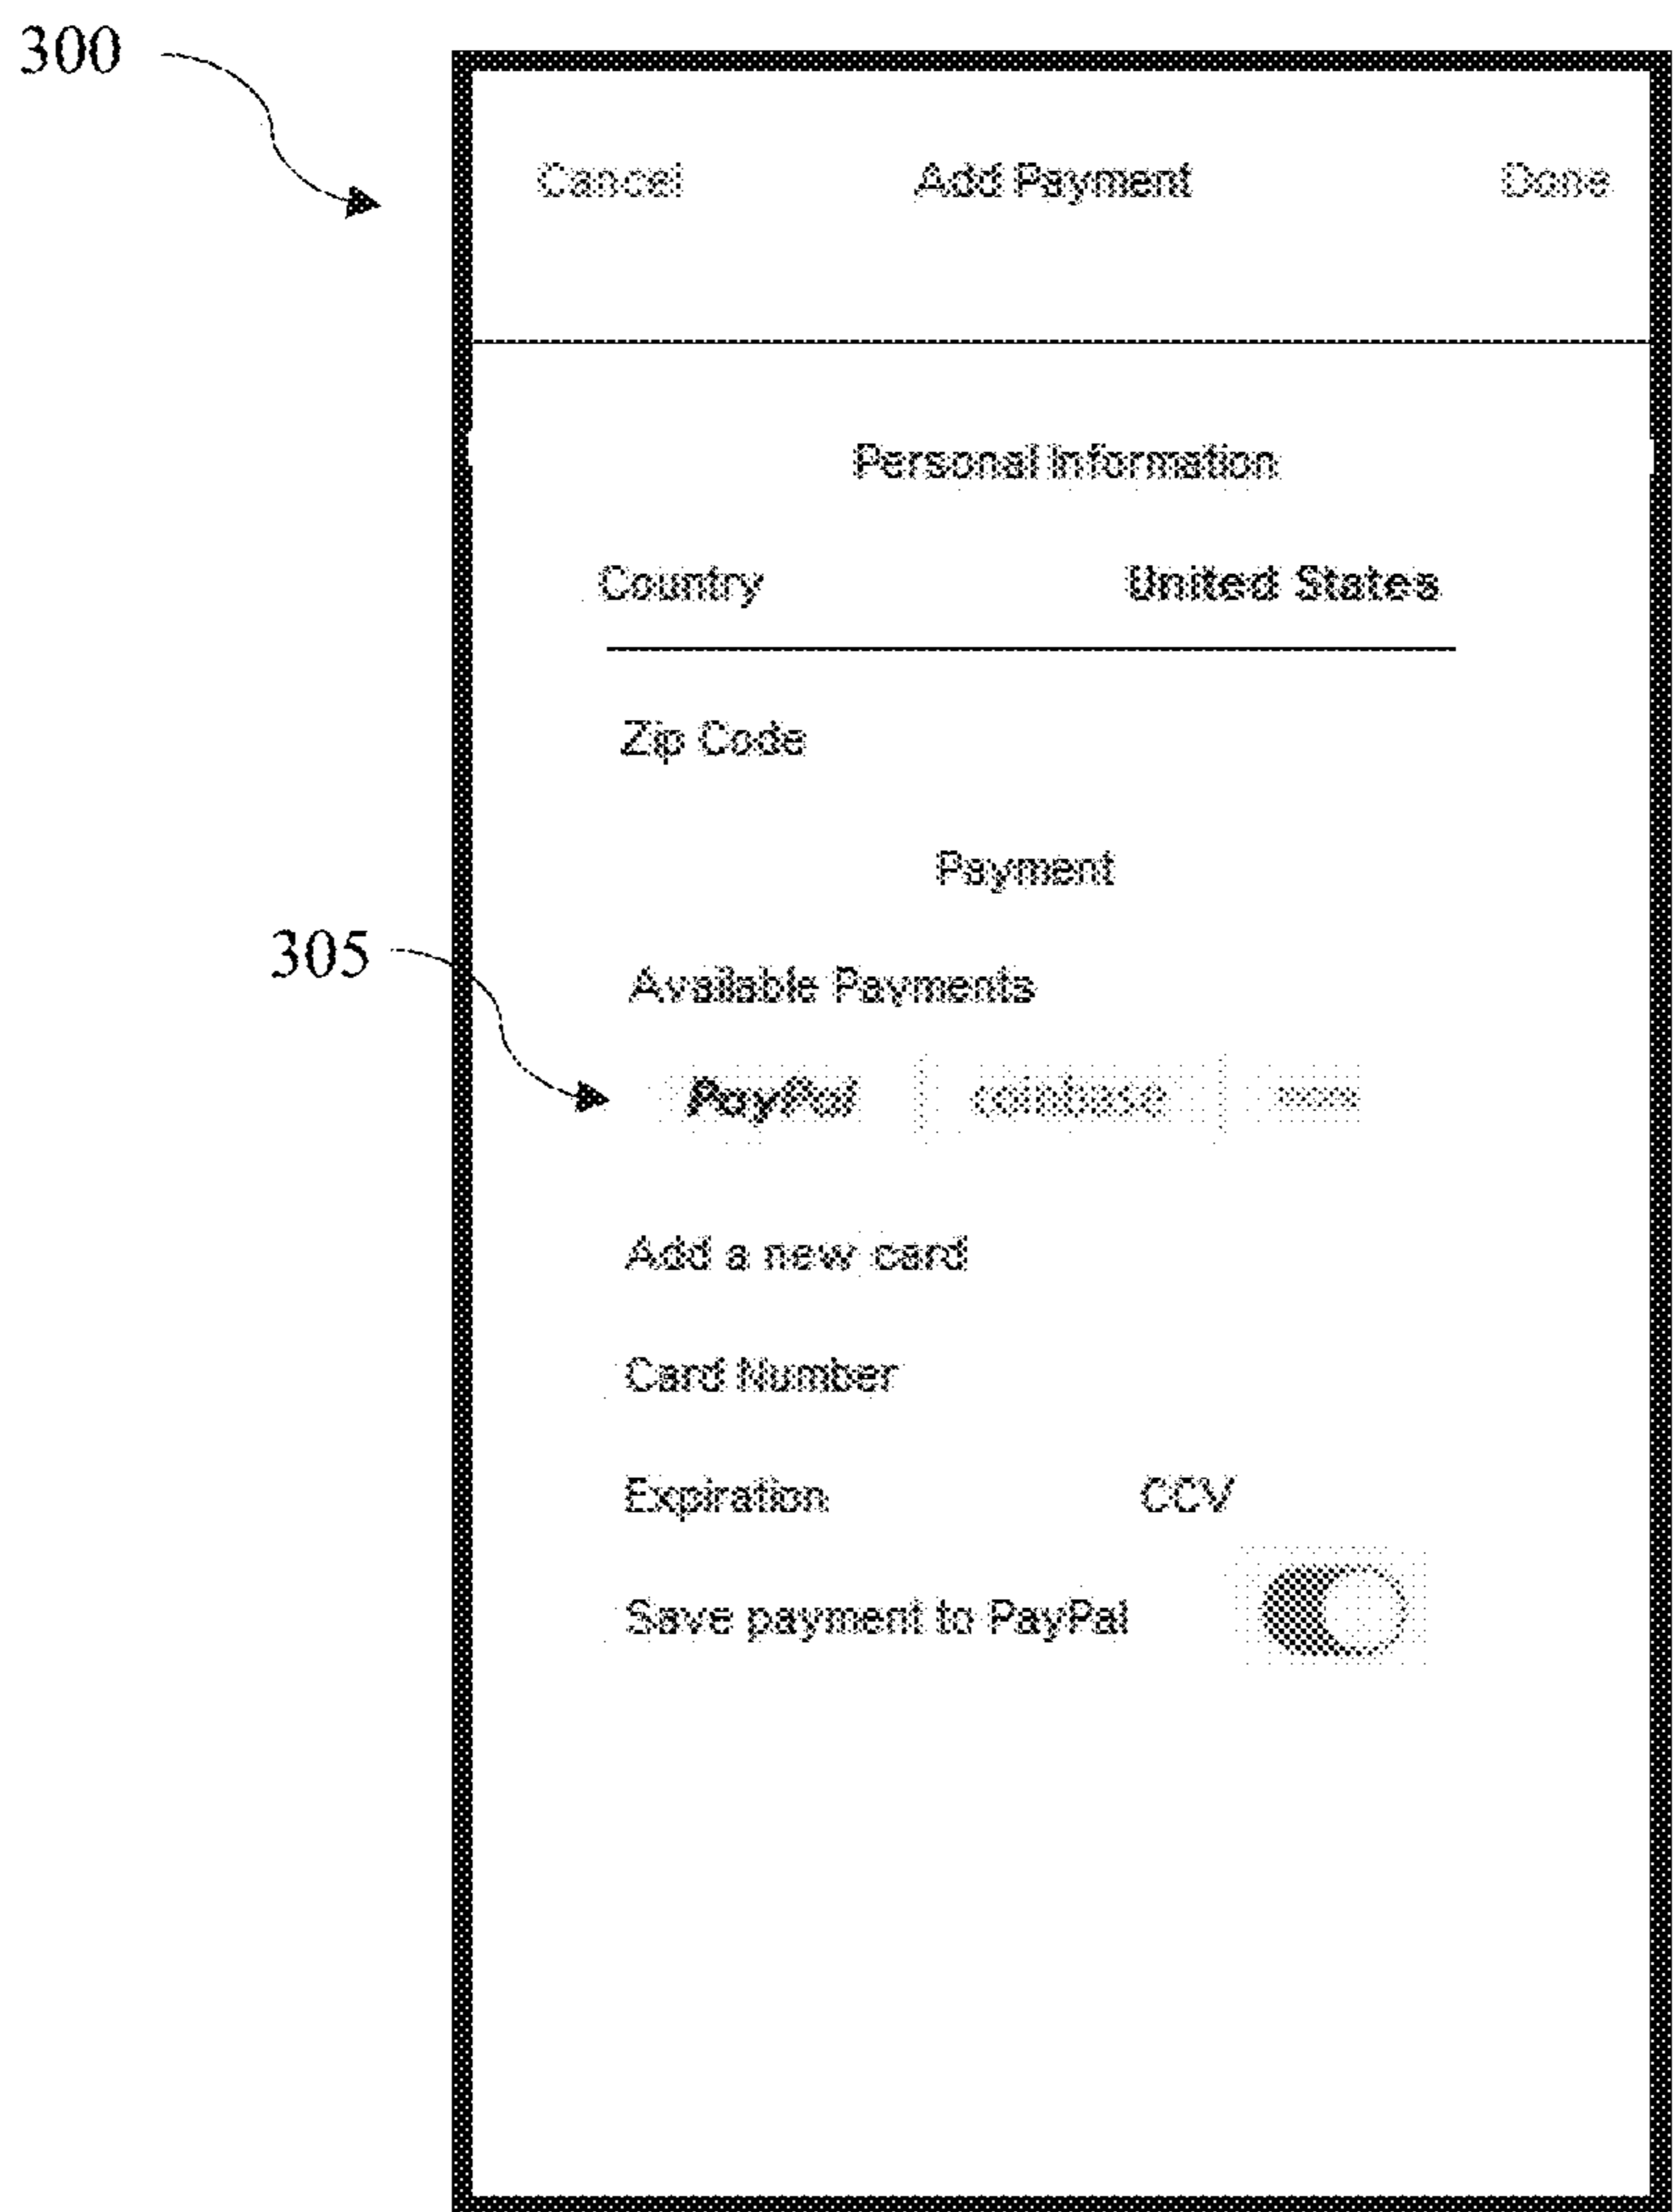 300
Cancel Add Payment Done
Personal Information
Country United States
Zip Code
Payment
305
Available Payments
PayPal coinbase more
Add a new card
Card Number
Expiration CCV
Save payment to PayPal